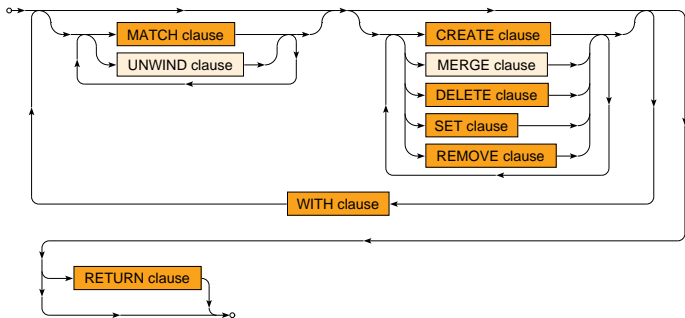 MATCH clause
UNWIND clause
CREATE clause
MERGE clause
DELETE clause
SET clause
REMOVE clause
WITH clause
RETURN clause